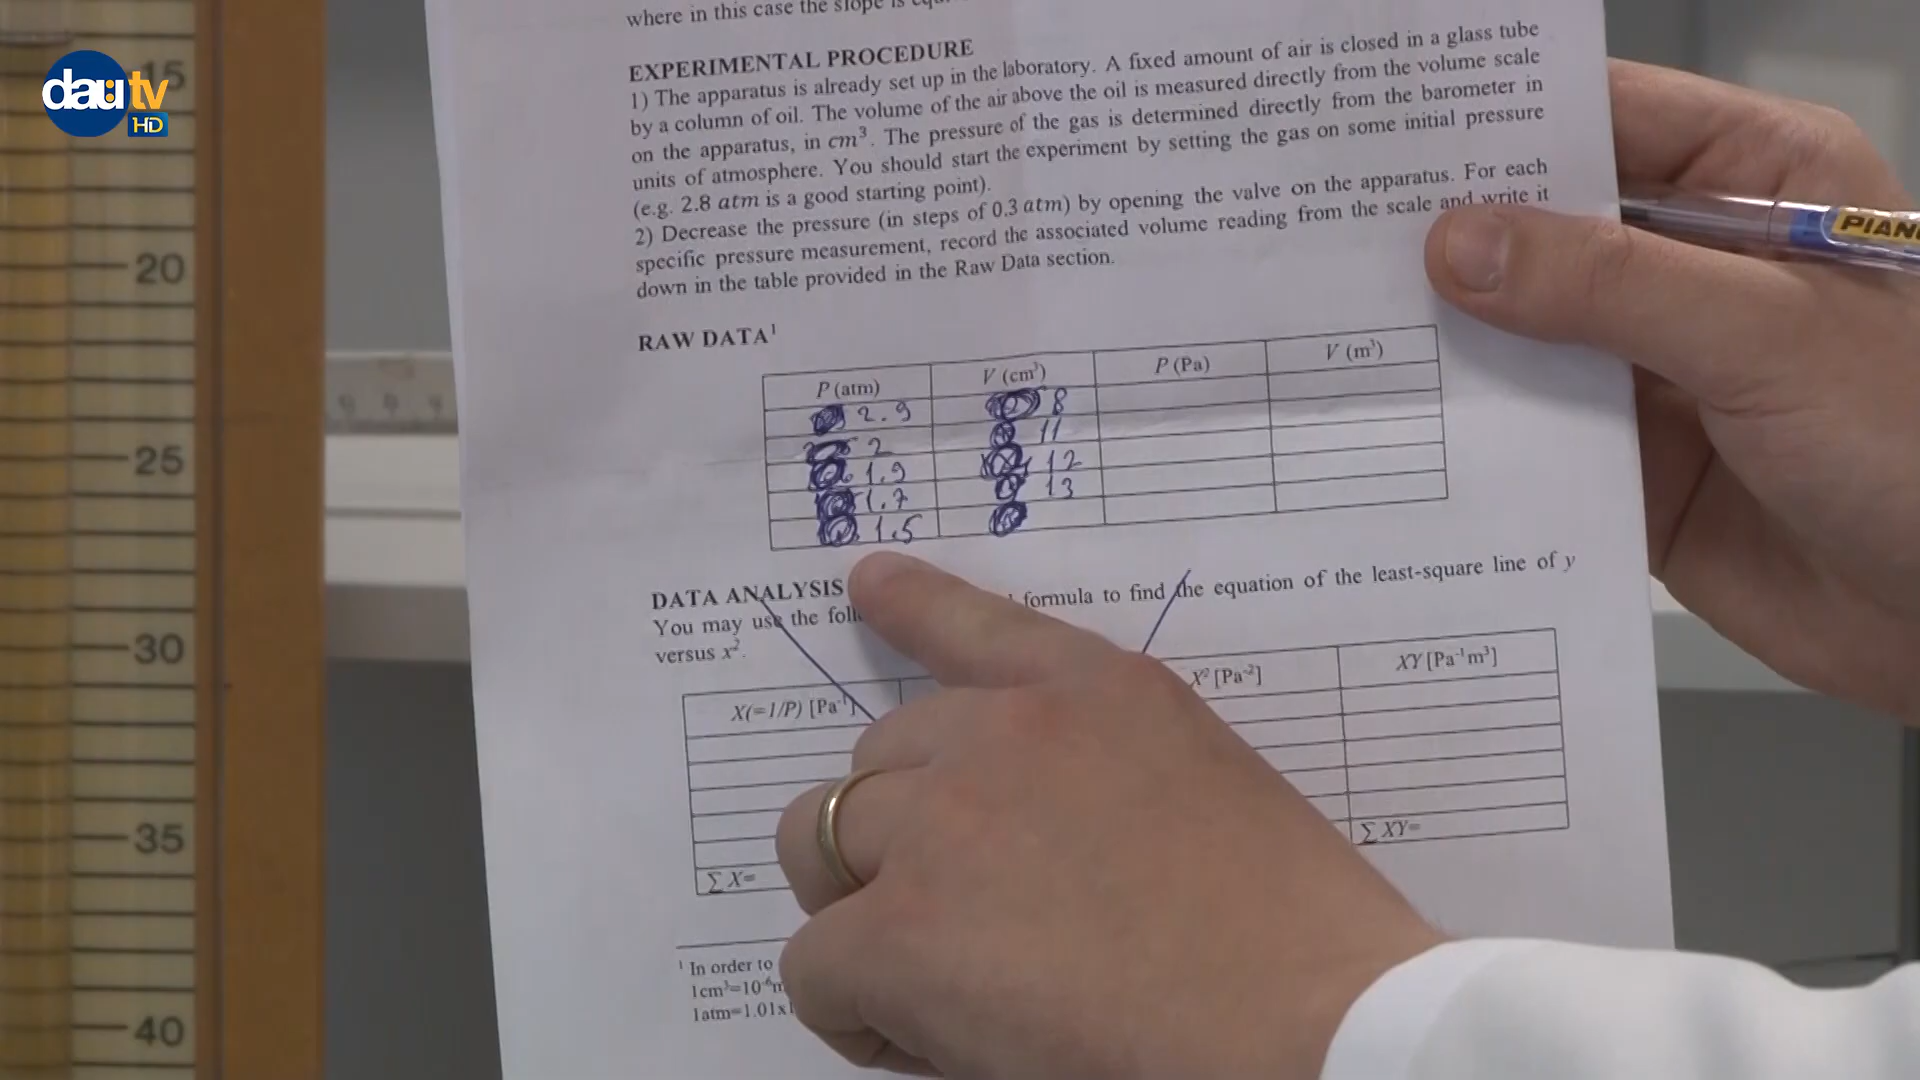 dau tv
HD
15
20
25
30
35
40
where in this case the slope is
EXPERIMENTAL PROCEDURE
1) The apparatus is already set up in the laboratory. A fixed amount of air is closed in a glass tube
by a column of oil. The volume of the air above the oil is measured directly from the volume scale
on the apparatus, in cm³. The pressure of the gas is determined directly from the barometer in
units of atmosphere. You should start the experiment by setting the gas on some initial pressure
(e.g. 2.8 atm is a good starting point).
2) Decrease the pressure (in steps of 0.3 atm) by opening the valve on the apparatus. For each
specific pressure measurement, record the associated volume reading from the scale and write it
down in the table provided in the Raw Data section.
RAW DATA¹
P (atm) V (cm³) P (Pa) V (m³)
2.9 8
2 11
1.9 12
1.7 13
1.5
DATA ANALYSIS
You may use the formula to find the equation of the least-square line of y
versus x².
X(=1/P) [Pa⁻¹] X² [Pa⁻²] XY [Pa⁻¹m³]
∑ X= ∑ XY=
¹ In order to
1cm³=10⁻⁶m
1atm=1.01x1
PIAN